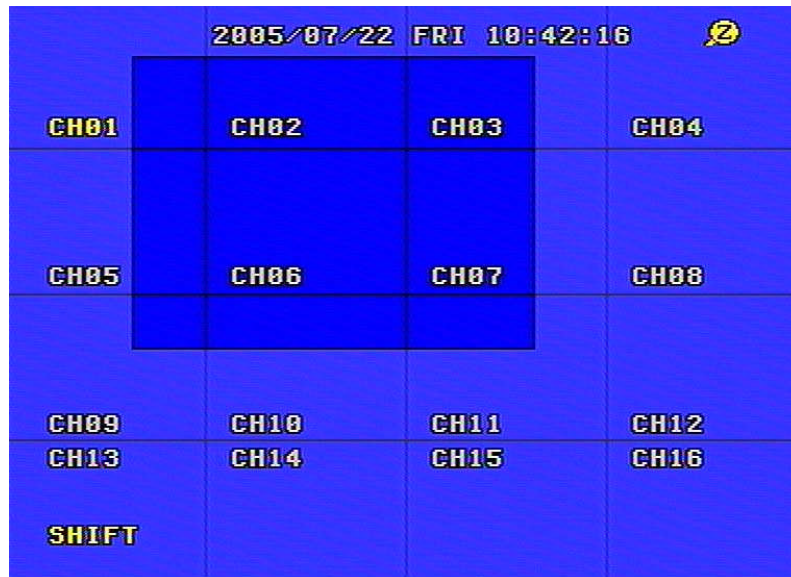 2005/07/22 FRI 10:42:16 Z
CH01 CH02 CH03 CH04
CH05 CH06 CH07 CH08
CH09 CH10 CH11 CH12
CH13 CH14 CH15 CH16
SHIFT